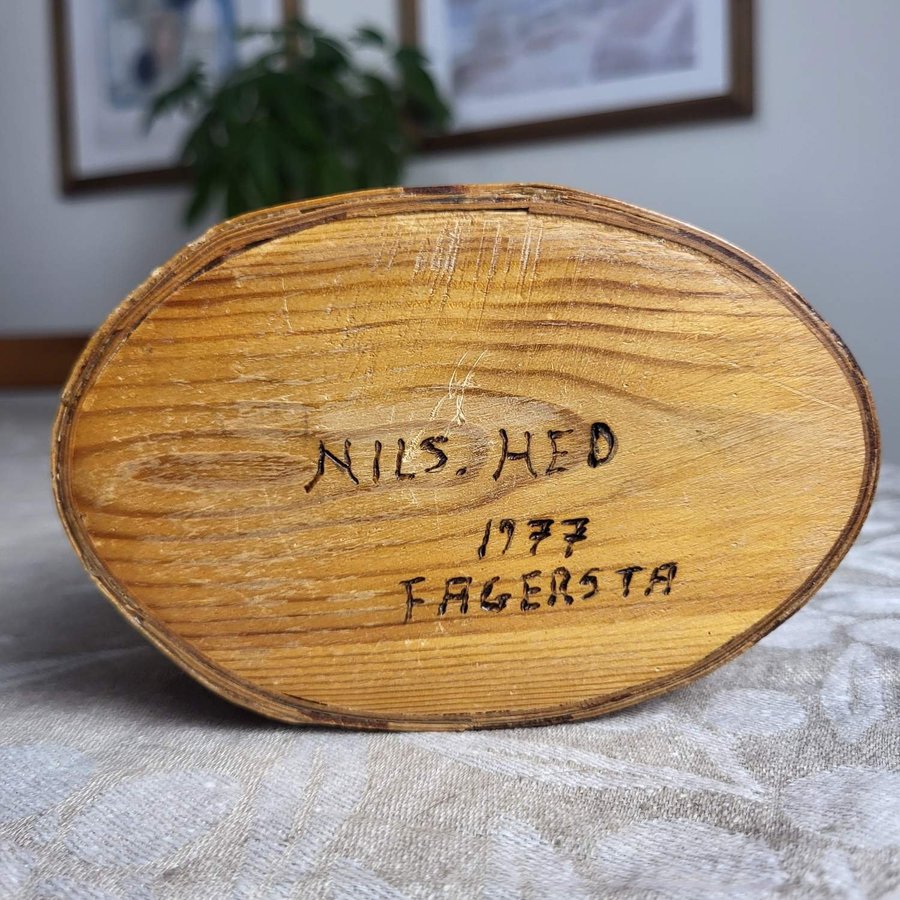 NILS. HED
1977
FAGERSTA